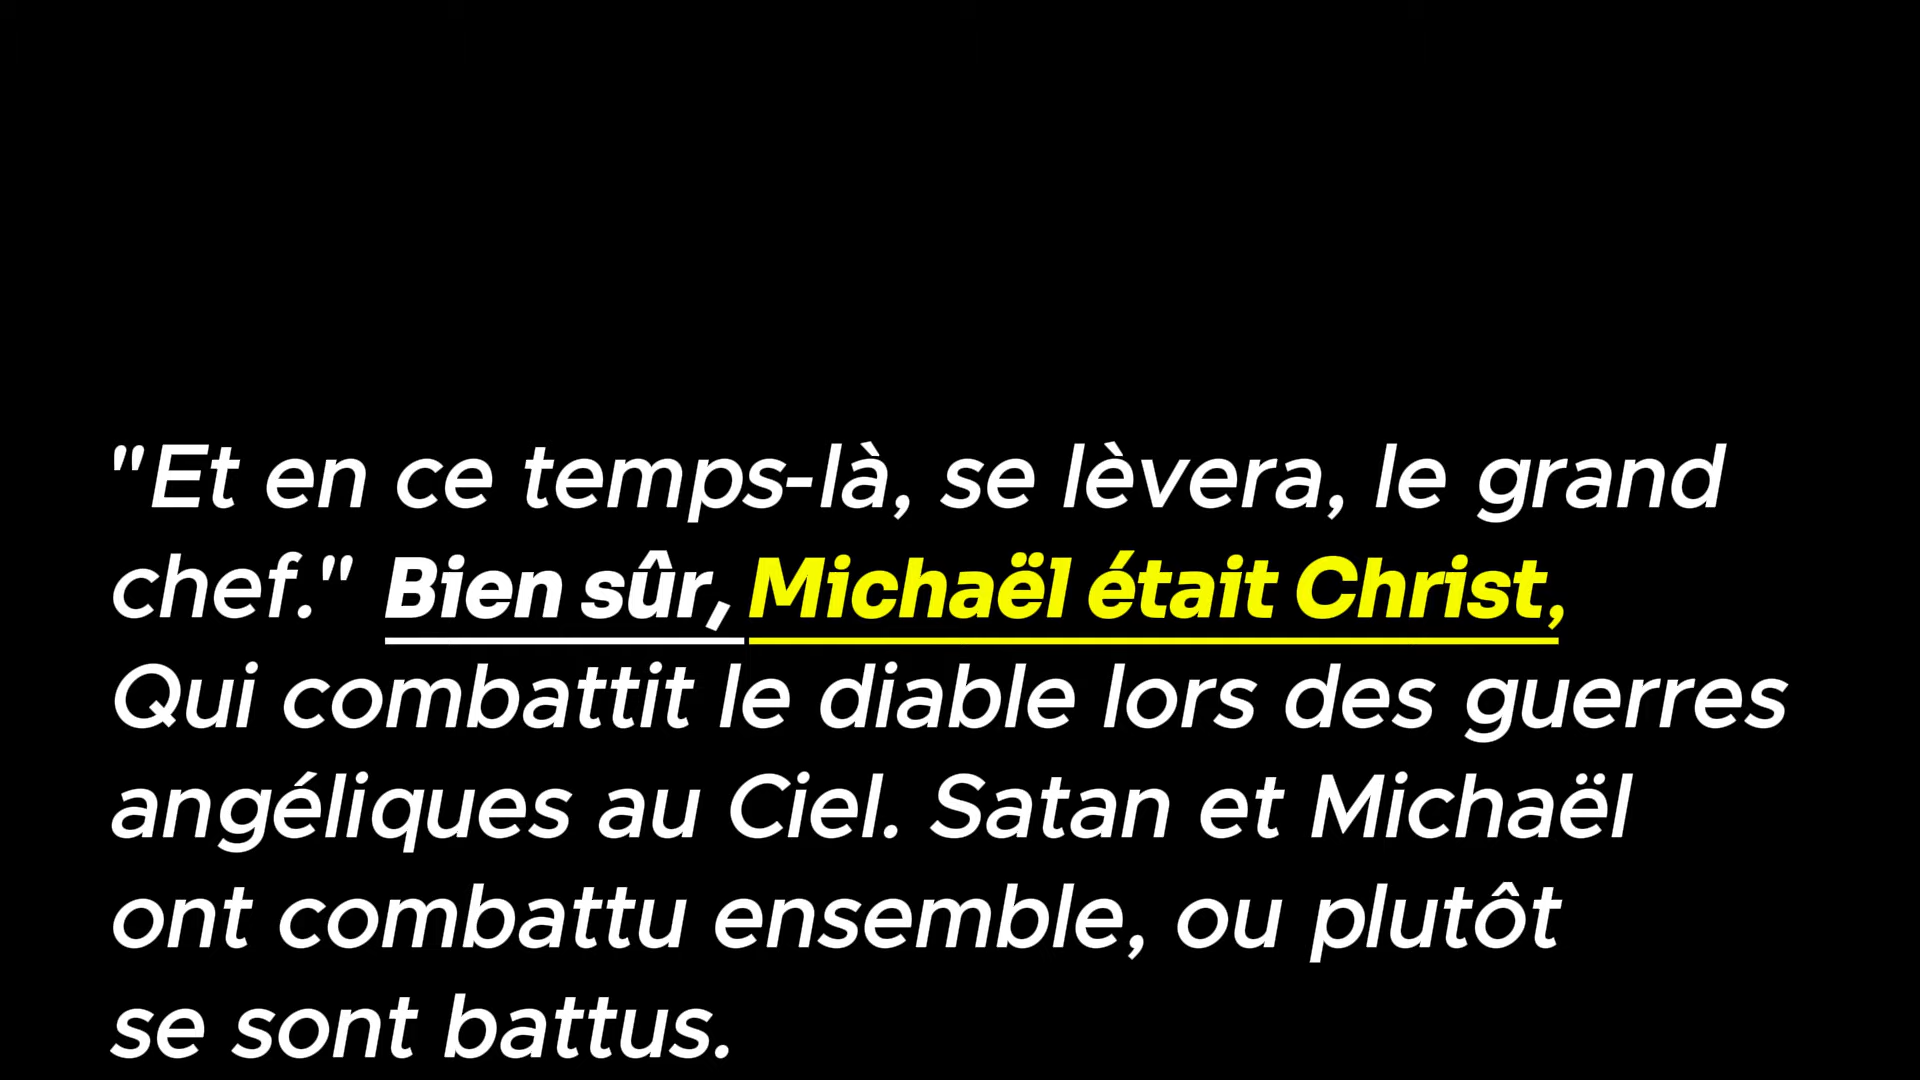 "Et en ce temps-là, se lèvera, le grand
chef." Bien sûr, Michaël était Christ,
Qui combattit le diable lors des guerres
angéliques au Ciel. Satan et Michaël
ont combattu ensemble, ou plutôt
se sont battus.